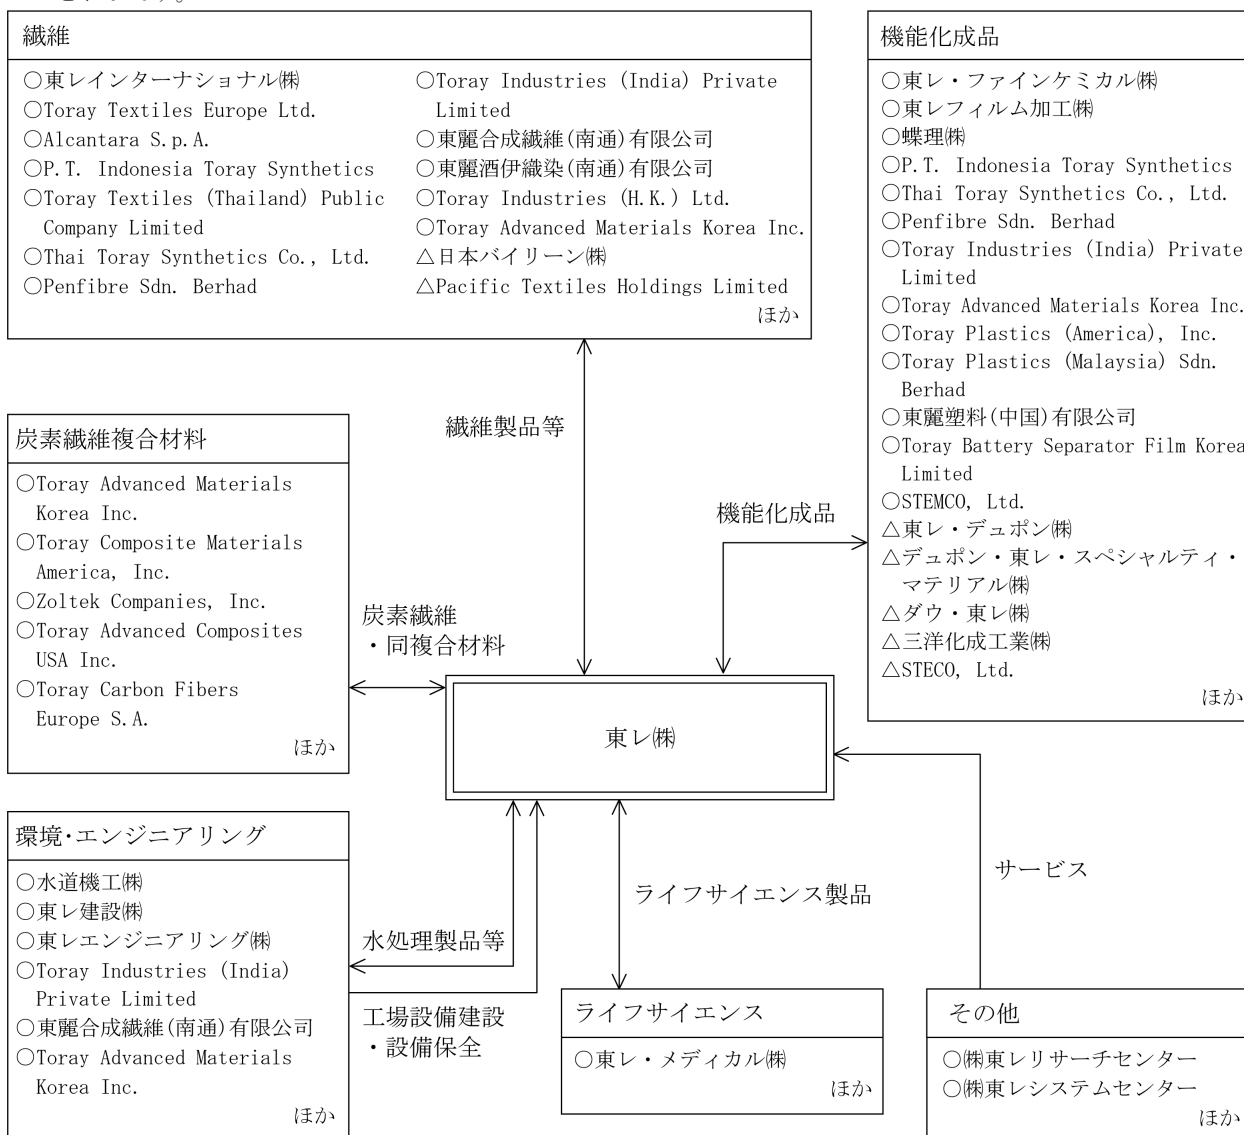 繊維
○東レインターナショナル㈱
○Toray Textiles Europe Ltd.
○Alcantara S.p.A.
○P.T. Indonesia Toray Synthetics
○Toray Textiles (Thailand) Public
Company Limited
○Thai Toray Synthetics Co., Ltd.
○Penfibre Sdn. Berhad
○Toray Industries (India) Private
Limited
○東麗合成繊維(南通)有限公司
○東麗酒伊織染(南通)有限公司
○Toray Industries (H.K.) Ltd.
○Toray Advanced Materials Korea Inc.
△日本バイリーン㈱
△Pacific Textiles Holdings Limited
ほか
機能化成品
○東レ・ファインケミカル㈱
○東レフィルム加工㈱
○蝶理㈱
○P.T. Indonesia Toray Synthetics
○Thai Toray Synthetics Co., Ltd.
○Penfibre Sdn. Berhad
○Toray Industries (India) Private
Limited
○Toray Advanced Materials Korea Inc.
○Toray Plastics (America), Inc.
○Toray Plastics (Malaysia) Sdn.
Berhad
○東麗塑料(中国)有限公司
○Toray Battery Separator Film Korea
Limited
○STEMCO, Ltd.
△東レ・デュポン㈱
△デュポン・東レ・スペシャルティ・
マテリアル㈱
△ダウ・東レ㈱
△三洋化成工業㈱
△STECO, Ltd.
ほか
繊維製品等
機能化成品
炭素繊維複合材料
○Toray Advanced Materials
Korea Inc.
○Toray Composite Materials
America, Inc.
○Zoltek Companies, Inc.
○Toray Advanced Composites
USA Inc.
○Toray Carbon Fibers
Europe S.A.
ほか
炭素繊維
・同複合材料
東レ㈱
環境・エンジニアリング
○水道機工㈱
○東レ建設㈱
○東レエンジニアリング㈱
○Toray Industries (India)
Private Limited
○東麗合成繊維(南通)有限公司
○Toray Advanced Materials
Korea Inc.
ほか
水処理製品等
工場設備建設
・設備保全
ライフサイエンス製品
サービス
ライフサイエンス
○東レ・メディカル㈱
ほか
その他
○㈱東レリサーチセンター
○㈱東レシステムセンター
ほか